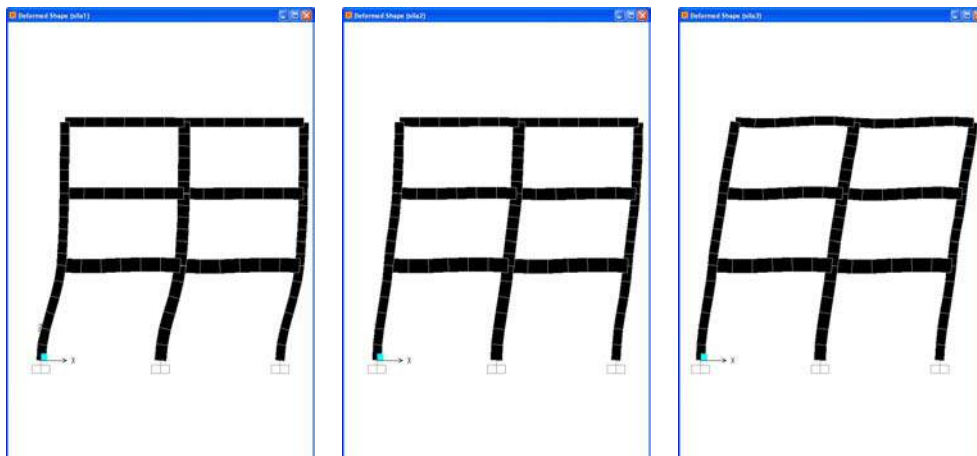 Deformed Shape (sila1)
Deformed Shape (sila2)
Deformed Shape (sila3)
X
X
X